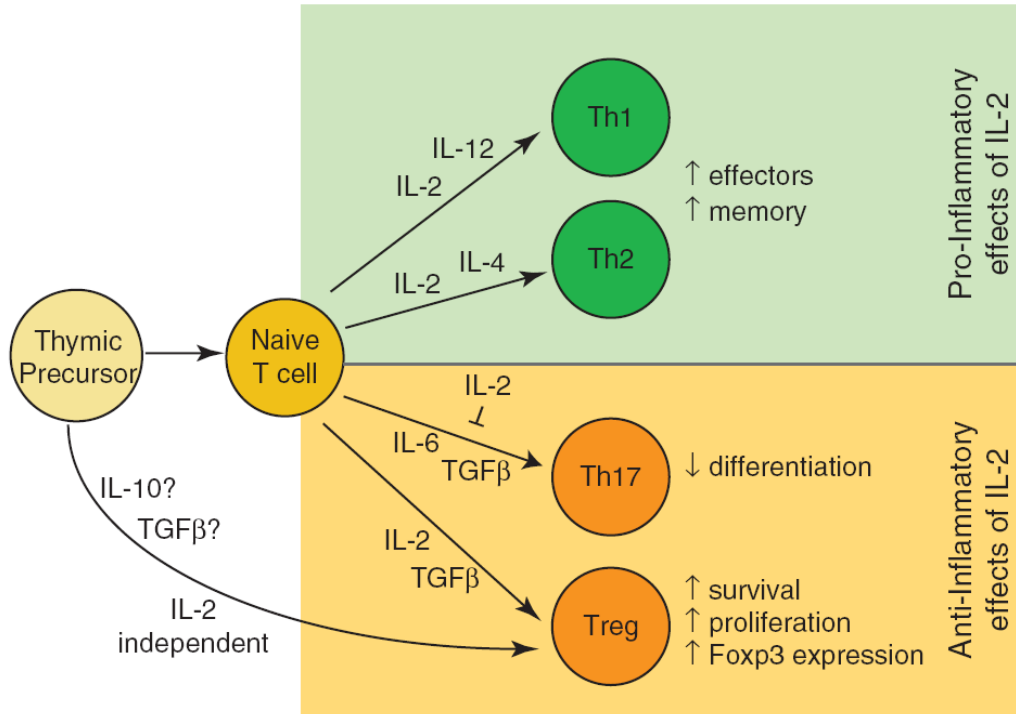 Th1
IL-12
IL-2
↑ effectors
↑ memory
Th2
IL-4
IL-2
Pro-Inflammatory
effects of IL-2
Thymic
Precursor
Naive
T cell
IL-2
IL-6
TGFβ
Th17
↓ differentiation
IL-10?
TGFβ?
IL-2
TGFβ
IL-2
independent
Treg
↑ survival
↑ proliferation
↑ Foxp3 expression
Anti-Inflammatory
effects of IL-2